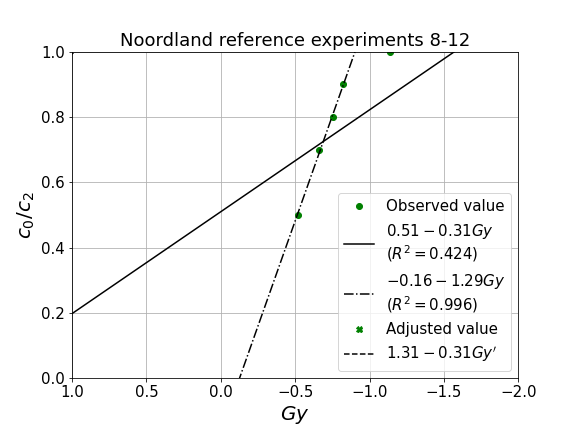 Noordland reference experiments 8-12
1.0
0.8
0.6
0.4
0.2
0.0
c₀/c₂
Observed value
0.51 − 0.31Gy
(R² = 0.424)
−0.16 − 1.29Gy
(R² = 0.996)
Adjusted value
1.31 − 0.31Gy′
1.0 0.5 0.0 −0.5 −1.0 −1.5 −2.0
Gy